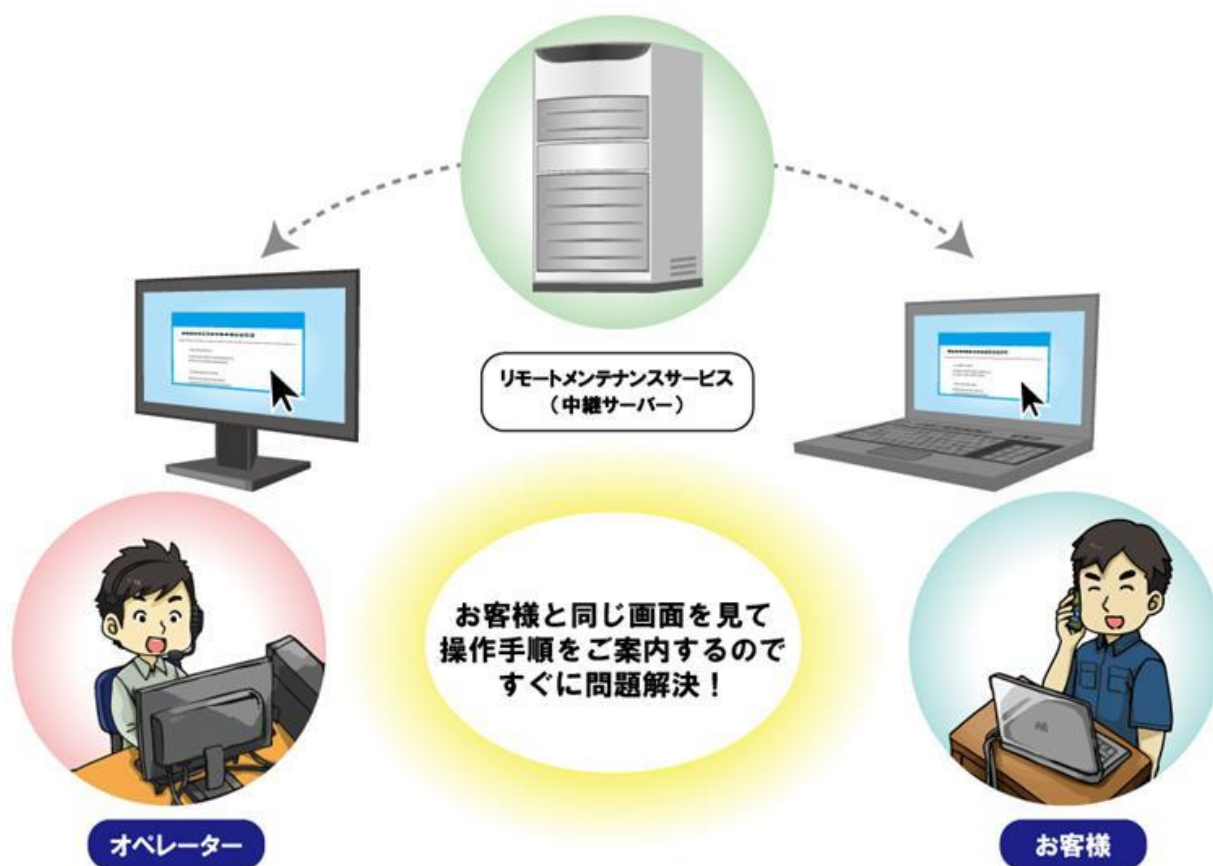 リモートメンテナンスサービス
（中継サーバー）
お客様と同じ画面を見て
操作手順をご案内するので
すぐに問題解決！
オペレーター
お客様